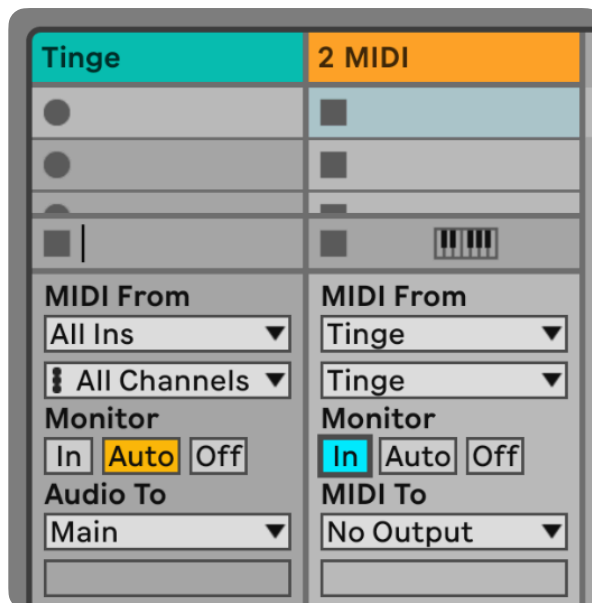 Tinge
2 MIDI
MIDI From
All Ins
All Channels
Monitor
In Auto Off
Audio To
Main
MIDI From
Tinge
Tinge
Monitor
In Auto Off
MIDI To
No Output